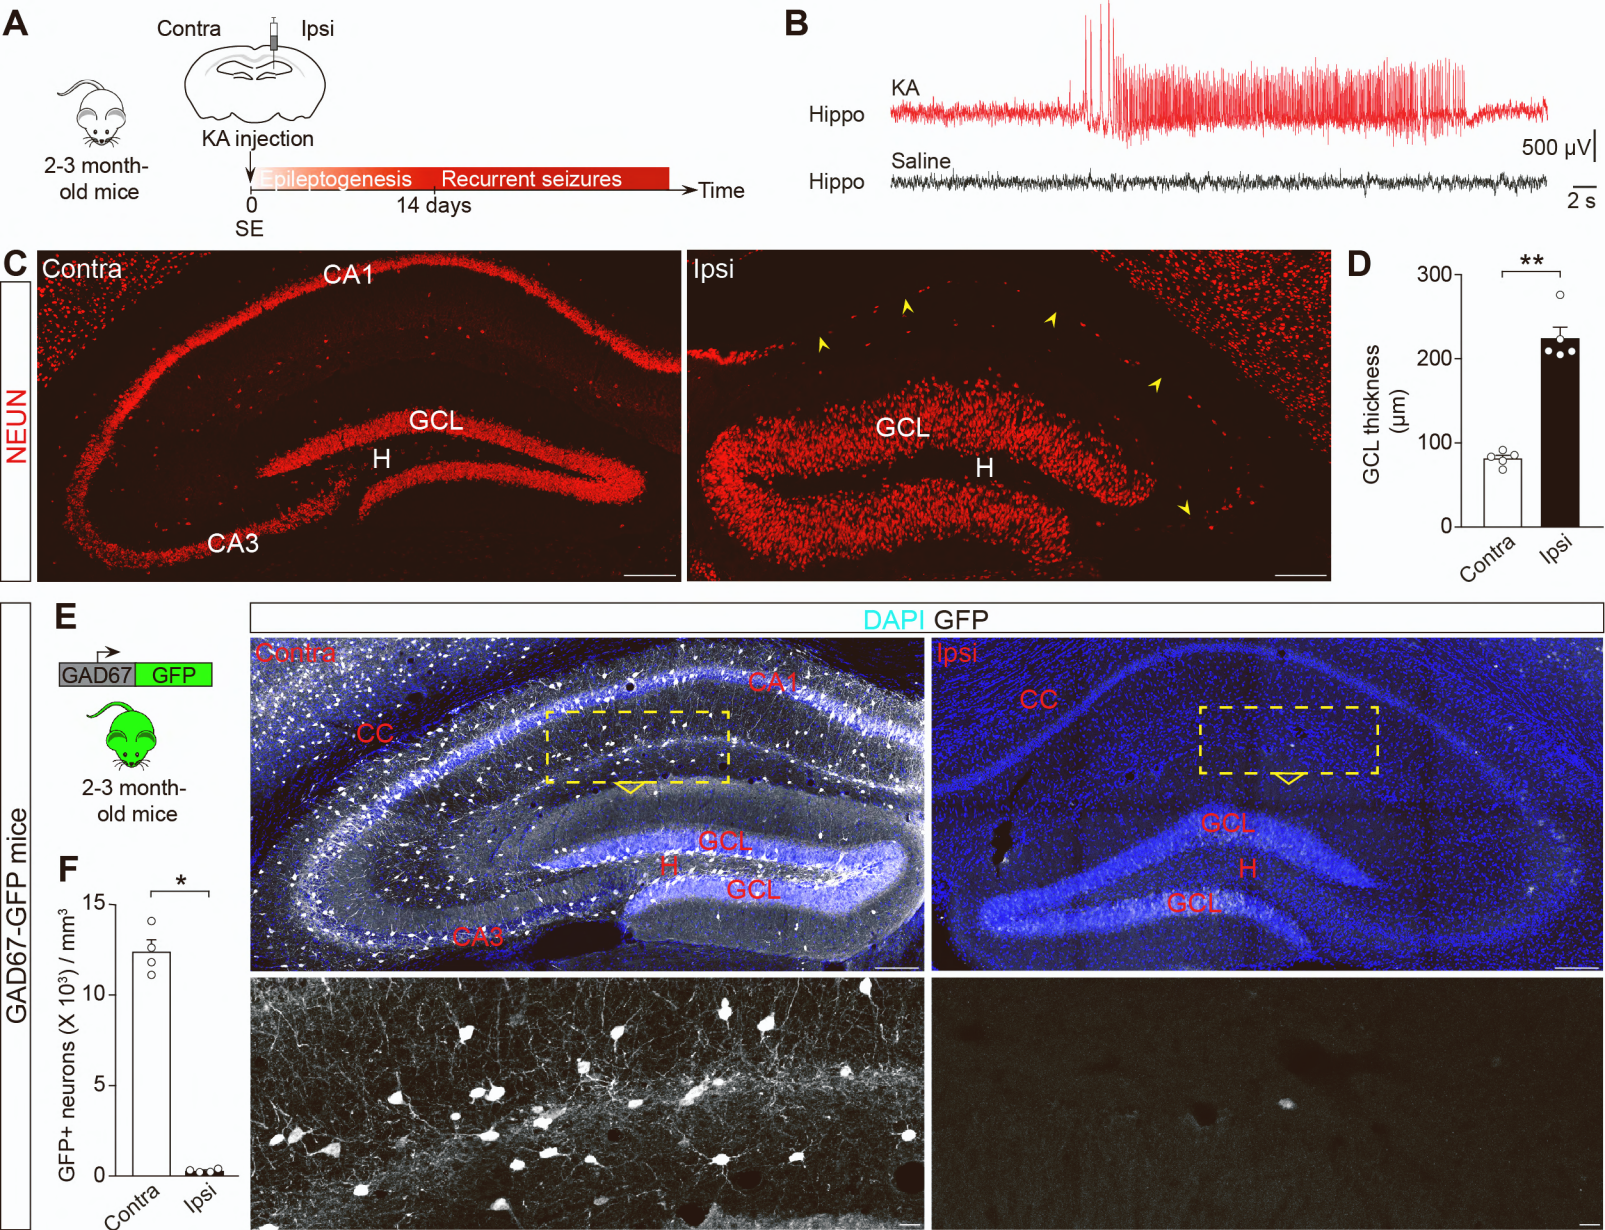 A
Contra
Ipsi
KA injection
2-3 month-
old mice
Epileptogenesis
Recurrent seizures
Time
0
14 days
SE
B
KA
Hippo
500 µV
Saline
Hippo
2 s
C
NEUN
Contra
CA1
GCL
H
CA3
Ipsi
GCL
H
D
**
300
200
100
0
GCL thickness
(µm)
Contra
Ipsi
GAD67-GFP mice
E
GAD67
GFP
2-3 month-
old mice
DAPI GFP
Contra
CA1
CC
GCL
H
GCL
CA3
Ipsi
CC
GCL
H
GCL
F
*
15
10
5
0
GFP+ neurons (X 10³) / mm³
Contra
Ipsi